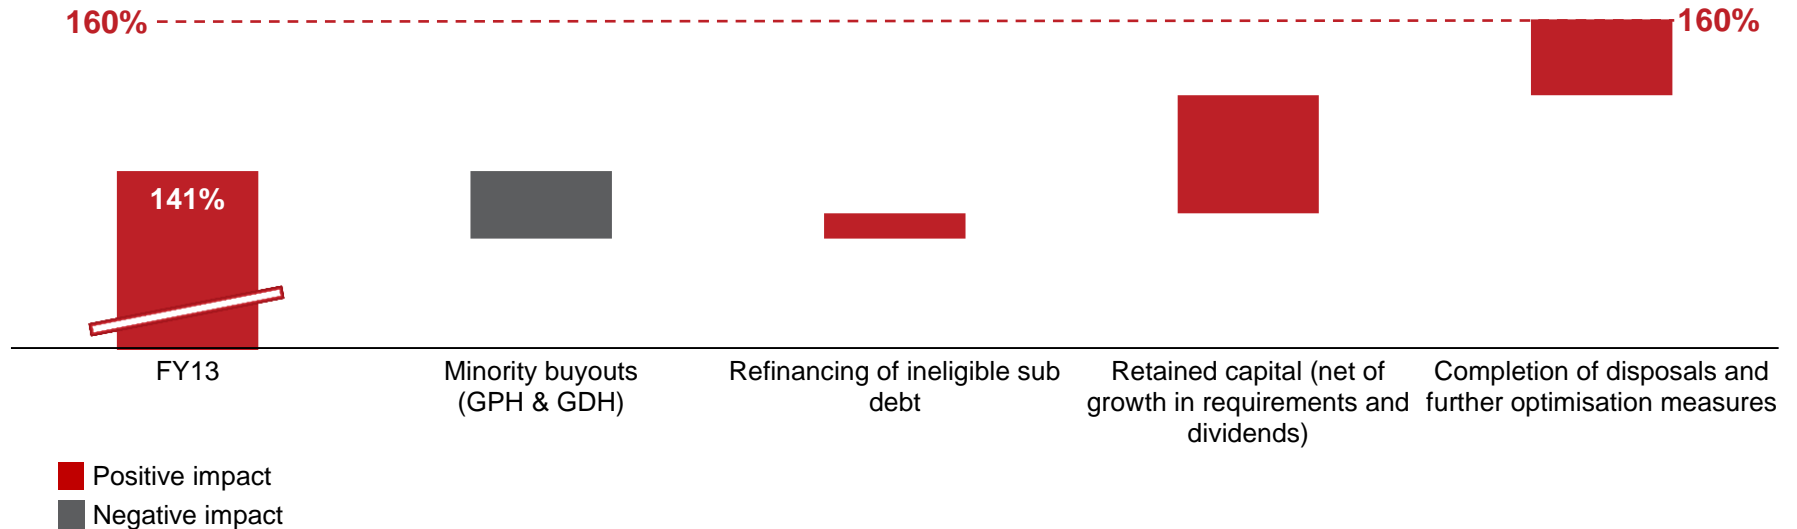 160%
160%
141%
FY13
Minority buyouts
(GPH & GDH)
Refinancing of ineligible sub
debt
Retained capital (net of
growth in requirements and
dividends)
Completion of disposals and
further optimisation measures
Positive impact
Negative impact